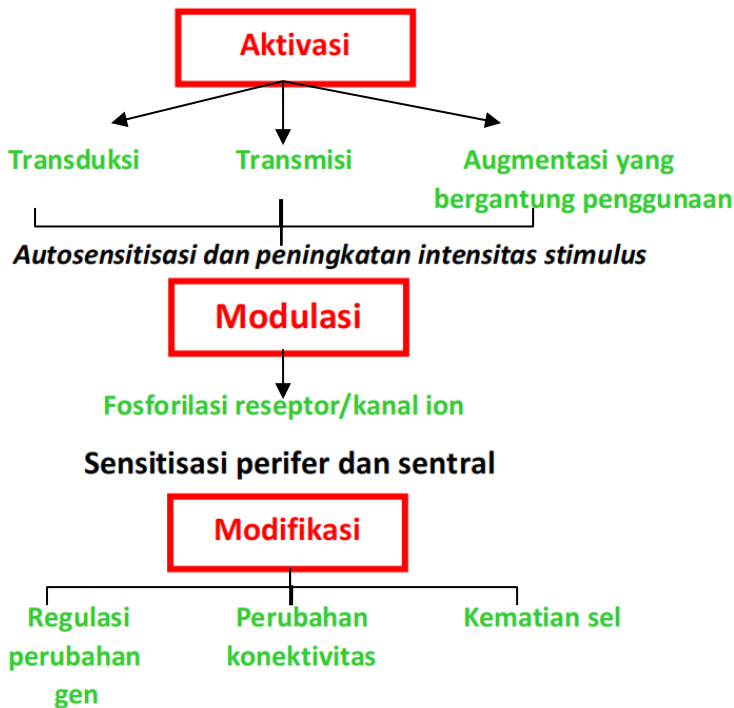 Aktivasi
Transduksi
Transmisi
Augmentasi yang
bergantung penggunaan
Autosensitisasi dan peningkatan intensitas stimulus
Modulasi
Fosforilasi reseptor/kanal ion
Sensitisasi perifer dan sentral
Modifikasi
Regulasi
perubahan
gen
Perubahan
konektivitas
Kematian sel